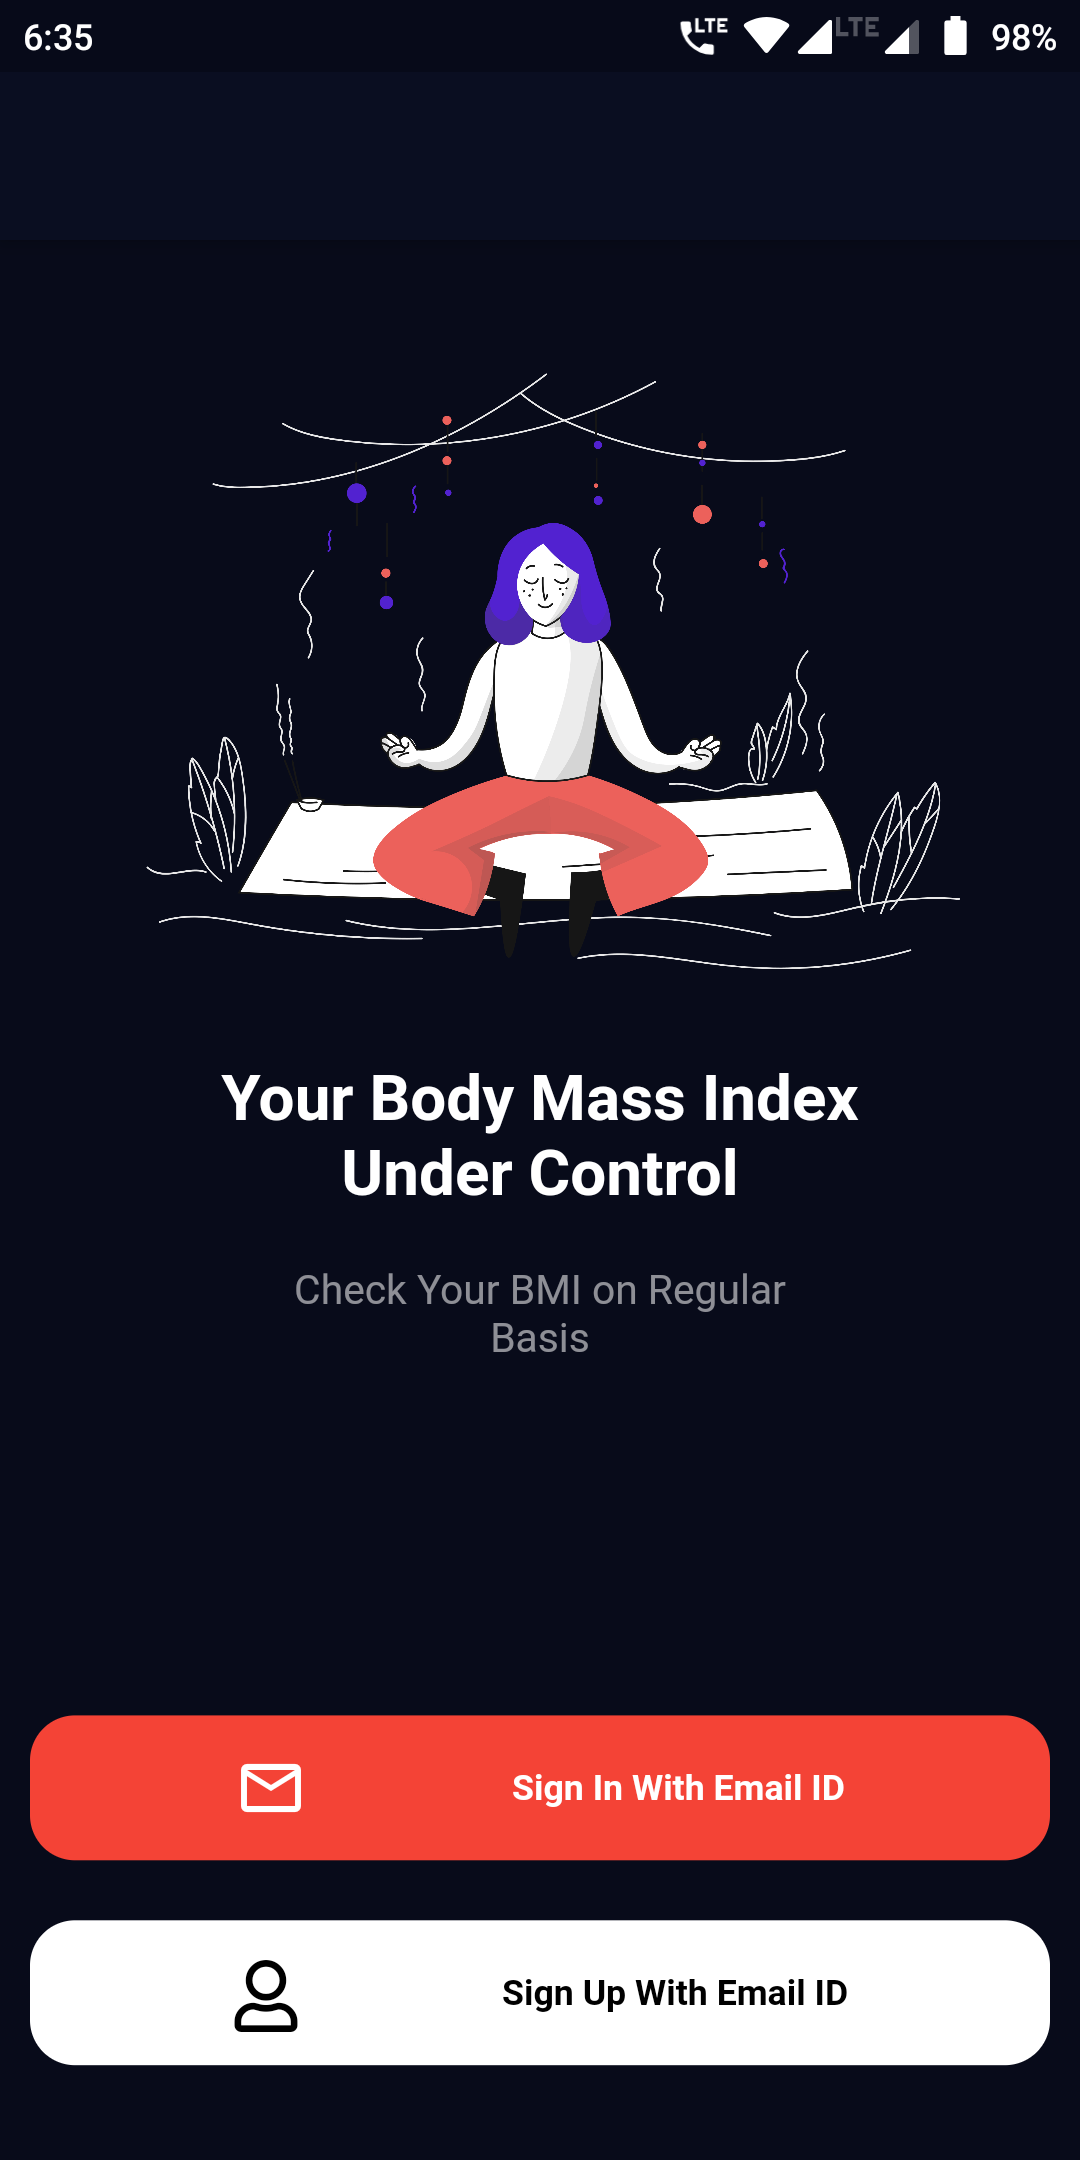 6:35 LTE LTE 98%
Your Body Mass Index
Under Control
Check Your BMI on Regular
Basis
Sign In With Email ID
Sign Up With Email ID